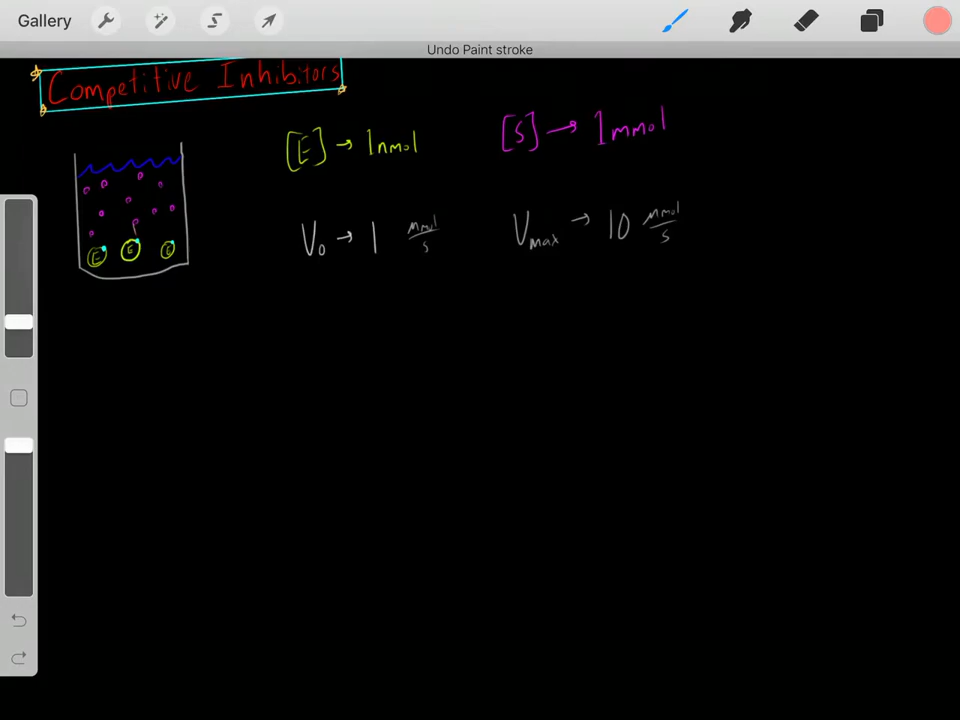 Gallery
Undo Paint stroke
Competitive Inhibitors
[E] → 1nmol
[S] → 1mmol
V₀ → 1 mmol/s
Vmax → 10 mmol/s
P
E E E